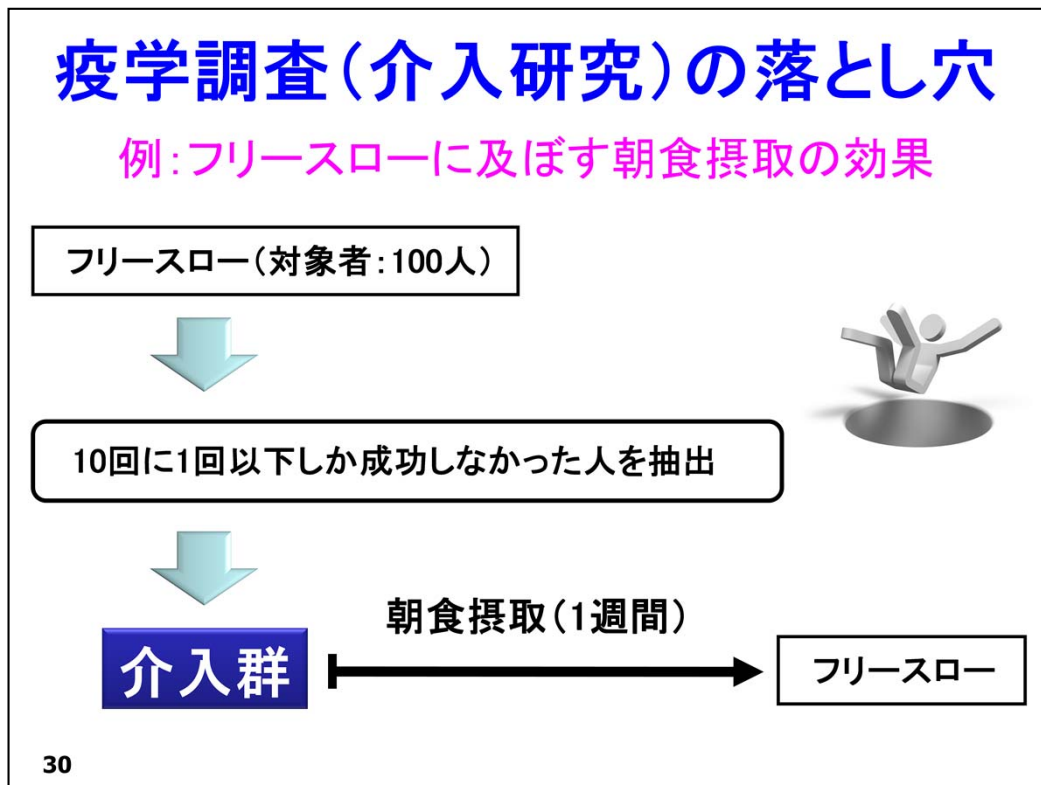 疫学調査(介入研究)の落とし穴
例:フリースローに及ぼす朝食摂取の効果
フリースロー(対象者:100人)
10回に1回以下しか成功しなかった人を抽出
朝食摂取(1週間)
介入群
フリースロー
30